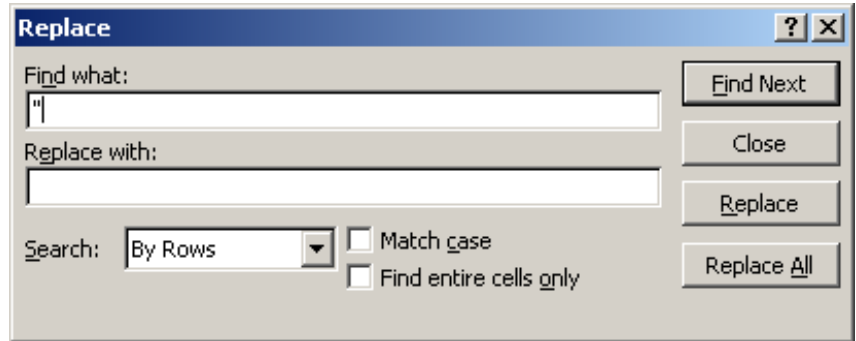 Replace
Find what:
"
Replace with:
Search: By Rows
Match case
Find entire cells only
Find Next
Close
Replace
Replace All